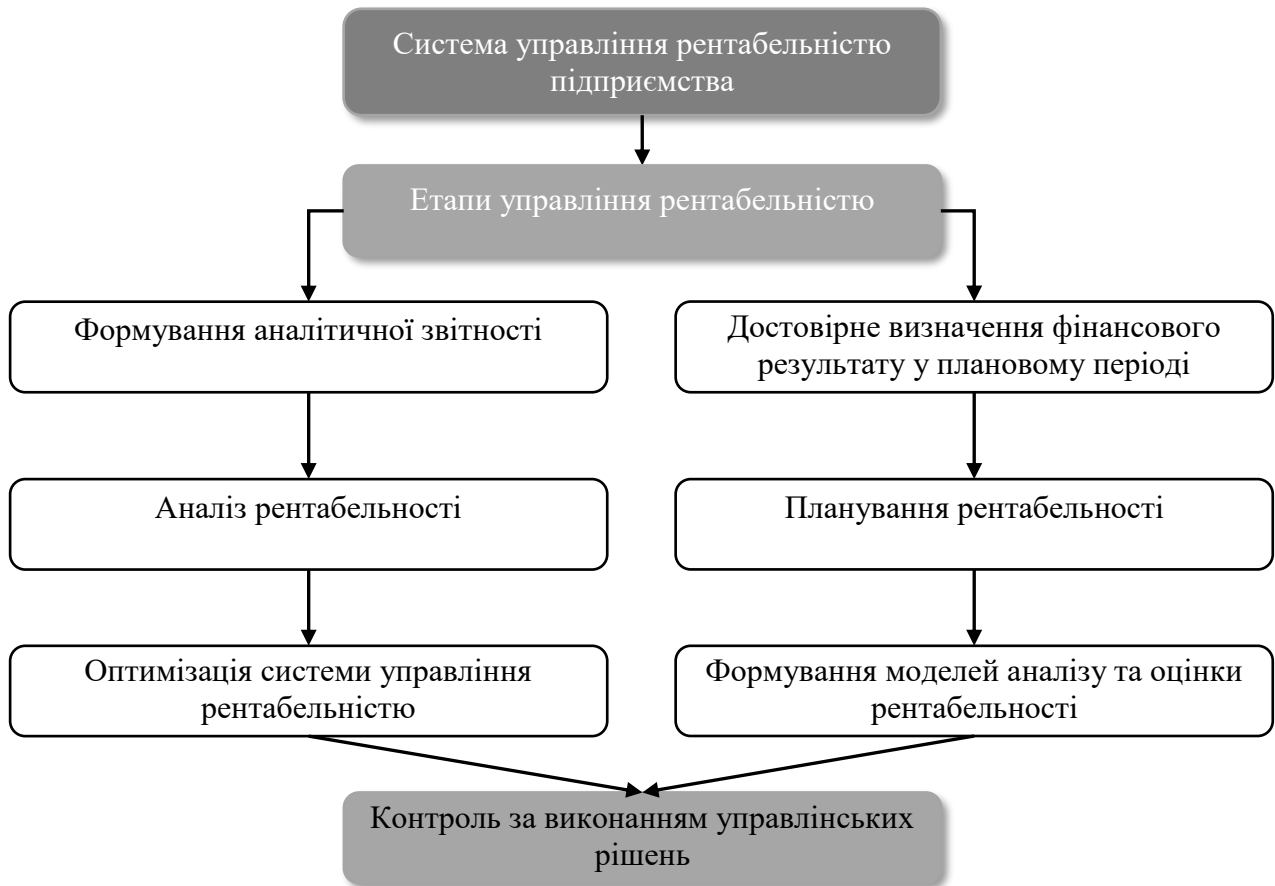 Система управління рентабельністю
підприємства
Етапи управління рентабельністю
Формування аналітичної звітності
Достовірне визначення фінансового
результату у плановому періоді
Аналіз рентабельності
Планування рентабельності
Оптимізація системи управління
рентабельністю
Формування моделей аналізу та оцінки
рентабельності
Контроль за виконанням управлінських
рішень